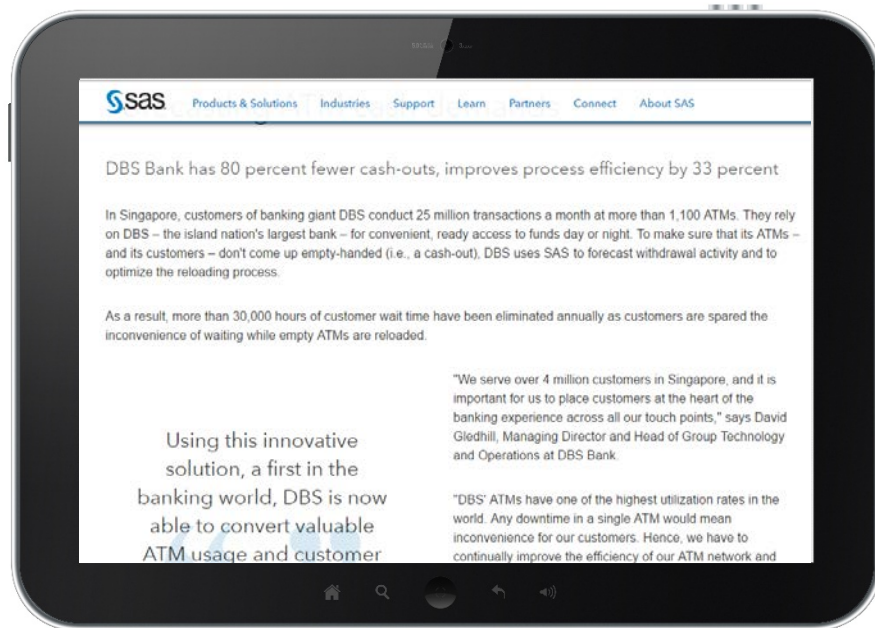 sas
Products & Solutions Industries Support Learn Partners Connect About SAS
DBS Bank has 80 percent fewer cash-outs, improves process efficiency by 33 percent
In Singapore, customers of banking giant DBS conduct 25 million transactions a month at more than 1,100 ATMs. They rely
on DBS – the island nation's largest bank – for convenient, ready access to funds day or night. To make sure that its ATMs –
and its customers – don't come up empty-handed (i.e., a cash-out), DBS uses SAS to forecast withdrawal activity and to
optimize the reloading process.
As a result, more than 30,000 hours of customer wait time have been eliminated annually as customers are spared the
inconvenience of waiting while empty ATMs are reloaded.
Using this innovative
solution, a first in the
banking world, DBS is now
able to convert valuable
ATM usage and customer
"We serve over 4 million customers in Singapore, and it is
important for us to place customers at the heart of the
banking experience across all our touch points," says David
Gledhill, Managing Director and Head of Group Technology
and Operations at DBS Bank.
"DBS' ATMs have one of the highest utilization rates in the
world. Any downtime in a single ATM would mean
inconvenience for our customers. Hence, we have to
continually improve the efficiency of our ATM network and